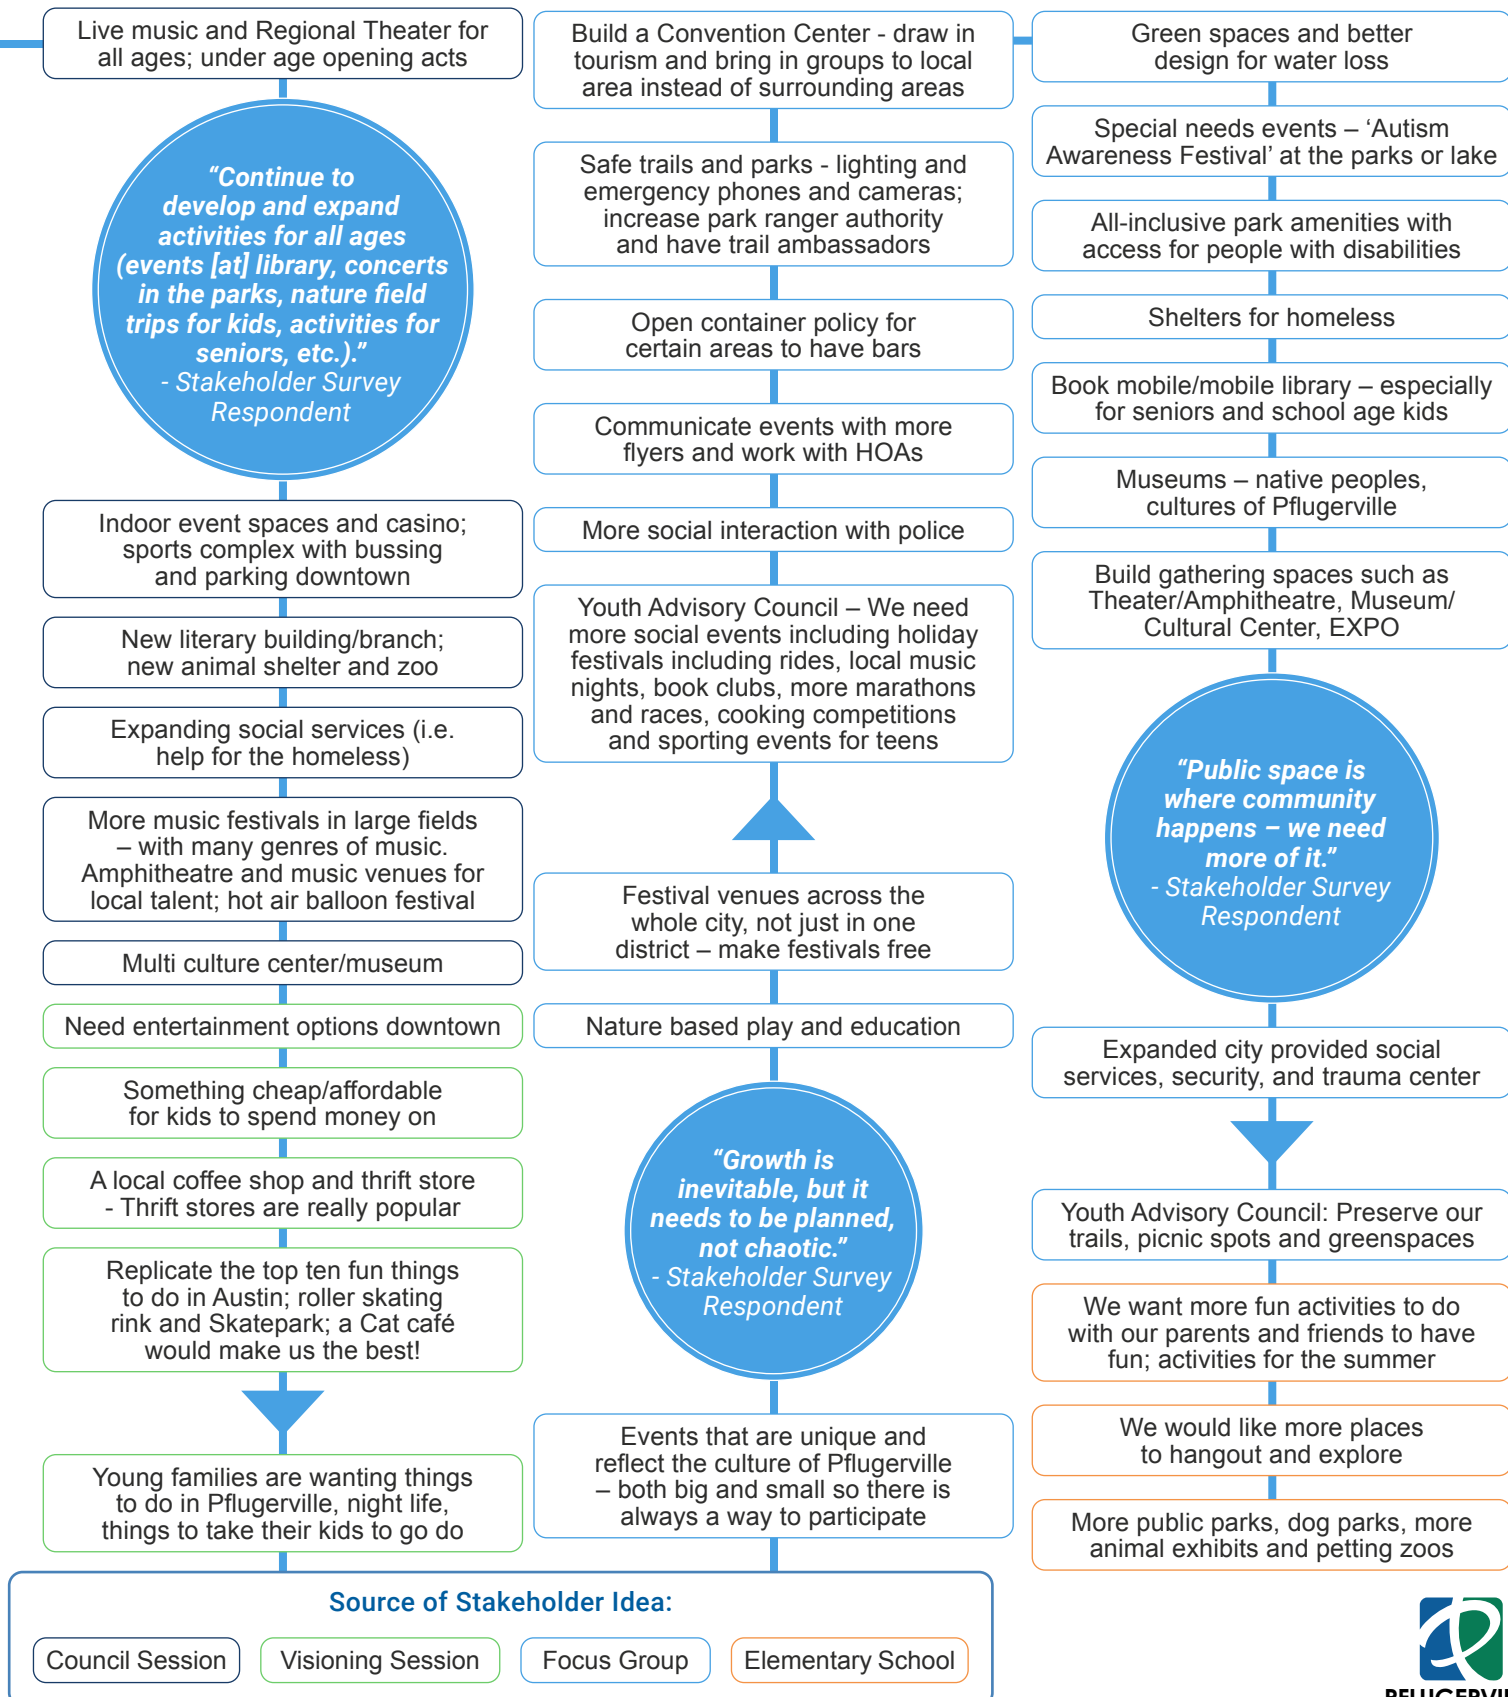 Live music and Regional Theater for
all ages; under age opening acts
“Continue to
develop and expand
activities for all ages
(events [at] library, concerts
in the parks, nature field
trips for kids, activities for
seniors, etc.).”
- Stakeholder Survey
Respondent
Indoor event spaces and casino;
sports complex with bussing
and parking downtown
New literary building/branch;
new animal shelter and zoo
Expanding social services (i.e.
help for the homeless)
More music festivals in large fields
– with many genres of music.
Amphitheatre and music venues for
local talent; hot air balloon festival
Multi culture center/museum
Need entertainment options downtown
Something cheap/affordable
for kids to spend money on
A local coffee shop and thrift store
- Thrift stores are really popular
Replicate the top ten fun things
to do in Austin; roller skating
rink and Skatepark; a Cat café
would make us the best!
Young families are wanting things
to do in Pflugerville, night life,
things to take their kids to go do
Build a Convention Center - draw in
tourism and bring in groups to local
area instead of surrounding areas
Safe trails and parks - lighting and
emergency phones and cameras;
increase park ranger authority
and have trail ambassadors
Open container policy for
certain areas to have bars
Communicate events with more
flyers and work with HOAs
More social interaction with police
Youth Advisory Council – We need
more social events including holiday
festivals including rides, local music
nights, book clubs, more marathons
and races, cooking competitions
and sporting events for teens
Festival venues across the
whole city, not just in one
district – make festivals free
Nature based play and education
“Growth is
inevitable, but it
needs to be planned,
not chaotic.”
- Stakeholder Survey
Respondent
Events that are unique and
reflect the culture of Pflugerville
– both big and small so there is
always a way to participate
Green spaces and better
design for water loss
Special needs events – ‘Autism
Awareness Festival’ at the parks or lake
All-inclusive park amenities with
access for people with disabilities
Shelters for homeless
Book mobile/mobile library – especially
for seniors and school age kids
Museums – native peoples,
cultures of Pflugerville
Build gathering spaces such as
Theater/Amphitheatre, Museum/
Cultural Center, EXPO
“Public space is
where community
happens – we need
more of it.”
- Stakeholder Survey
Respondent
Expanded city provided social
services, security, and trauma center
Youth Advisory Council: Preserve our
trails, picnic spots and greenspaces
We want more fun activities to do
with our parents and friends to have
fun; activities for the summer
We would like more places
to hangout and explore
More public parks, dog parks, more
animal exhibits and petting zoos
Source of Stakeholder Idea:
Council Session
Visioning Session
Focus Group
Elementary School